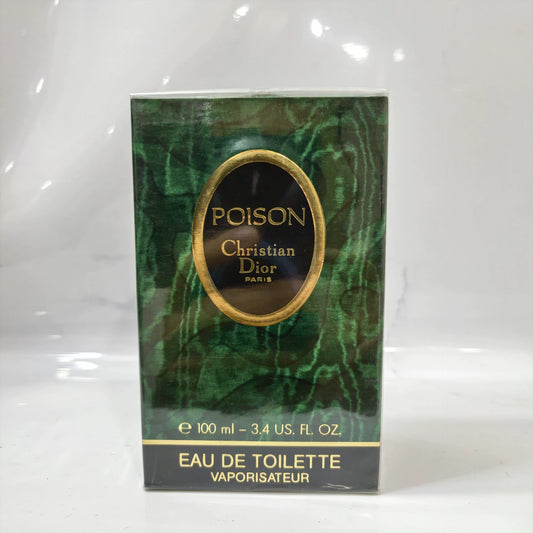 POISON
Christian
Dior
PARIS
℮ 100 ml – 3.4 US. FL. OZ.
EAU DE TOILETTE
VAPORISATEUR